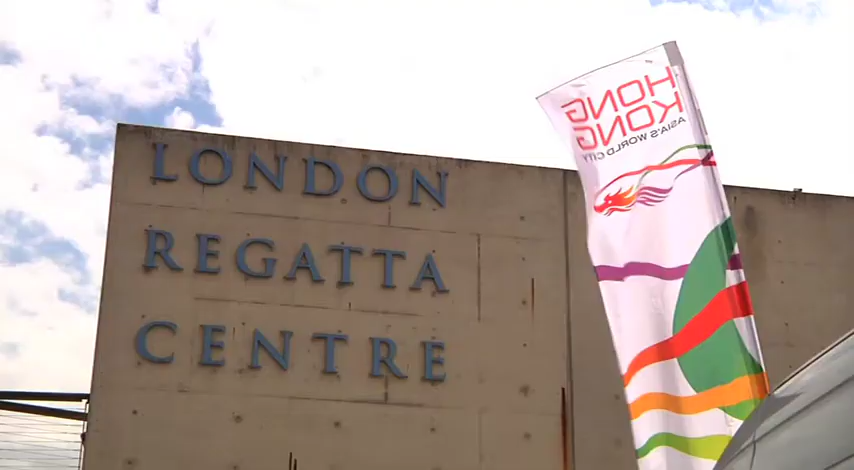 LONDON
REGATTA
CENTRE
HONG
KONG
ASIA'S WORLD CITY